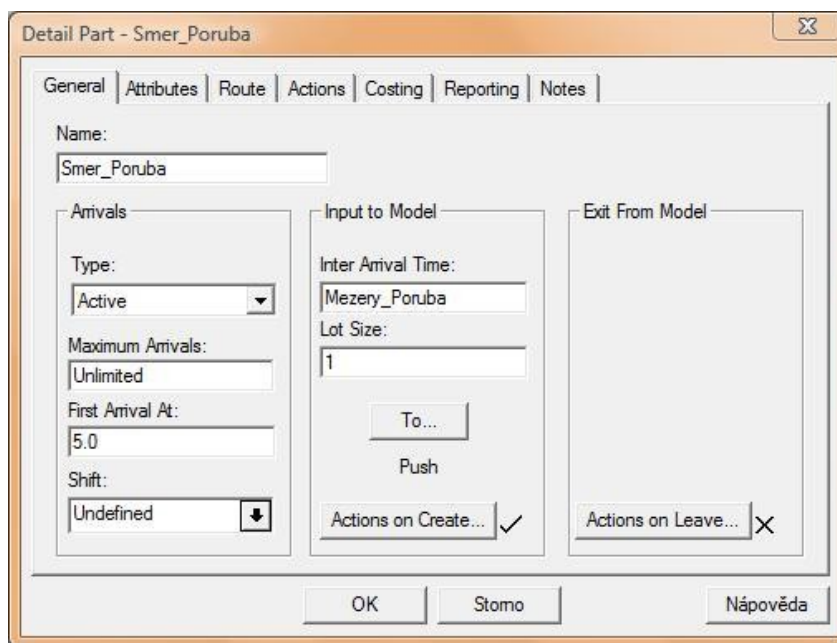 Detail Part - Smer_Poruba
General Attributes Route Actions Costing Reporting Notes
Name:
Smer_Poruba
Arrivals
Type:
Active
Maximum Arrivals:
Unlimited
First Arrival At:
5.0
Shift:
Undefined
Input to Model
Inter Arrival Time:
Mezery_Poruba
Lot Size:
1
To...
Push
Actions on Create...
Exit From Model
Actions on Leave...
OK Storno Nápověda